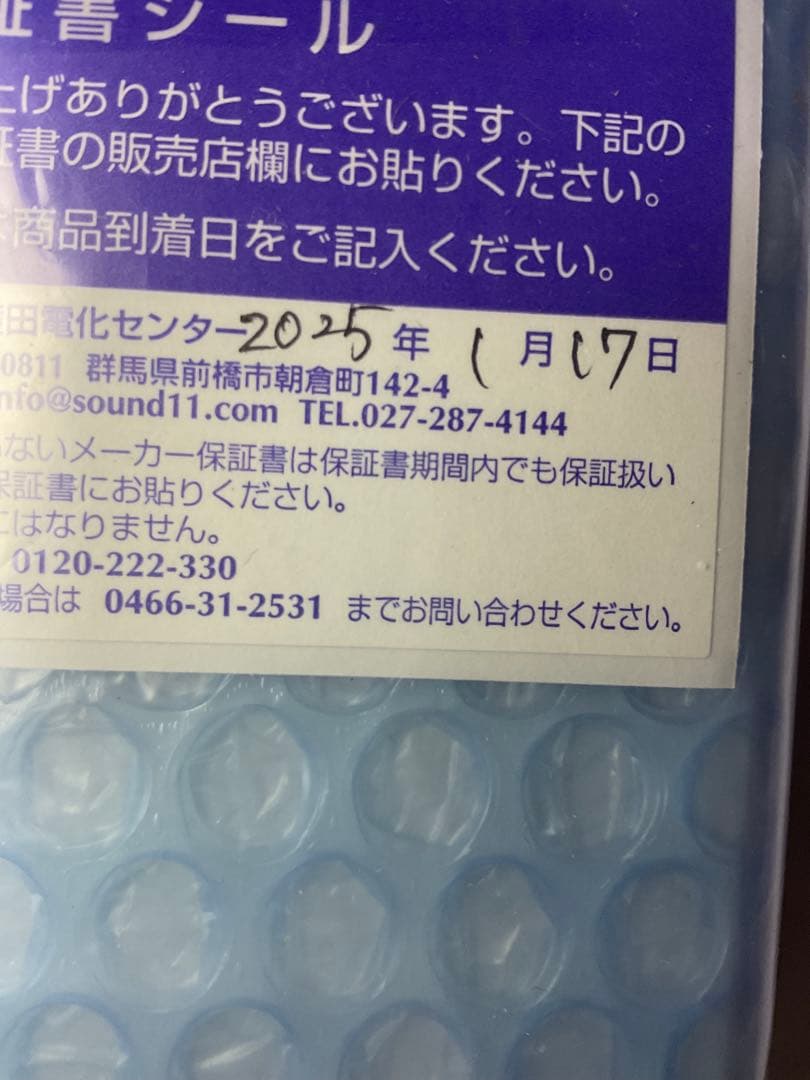 証書シール
上げありがとうございます。下記の
証書の販売店欄にお貼りください。
商品到着日をご記入ください。
田電化センター2025年1月17日
0811 群馬県前橋市朝倉町142-4
info@sound11.com TEL.027-287-4144
ないメーカー保証書は保証書期間内でも保証扱い
保証書にお貼りください。
にはなりません。
0120-222-330
場合は 0466-31-2531 までお問い合わせください。